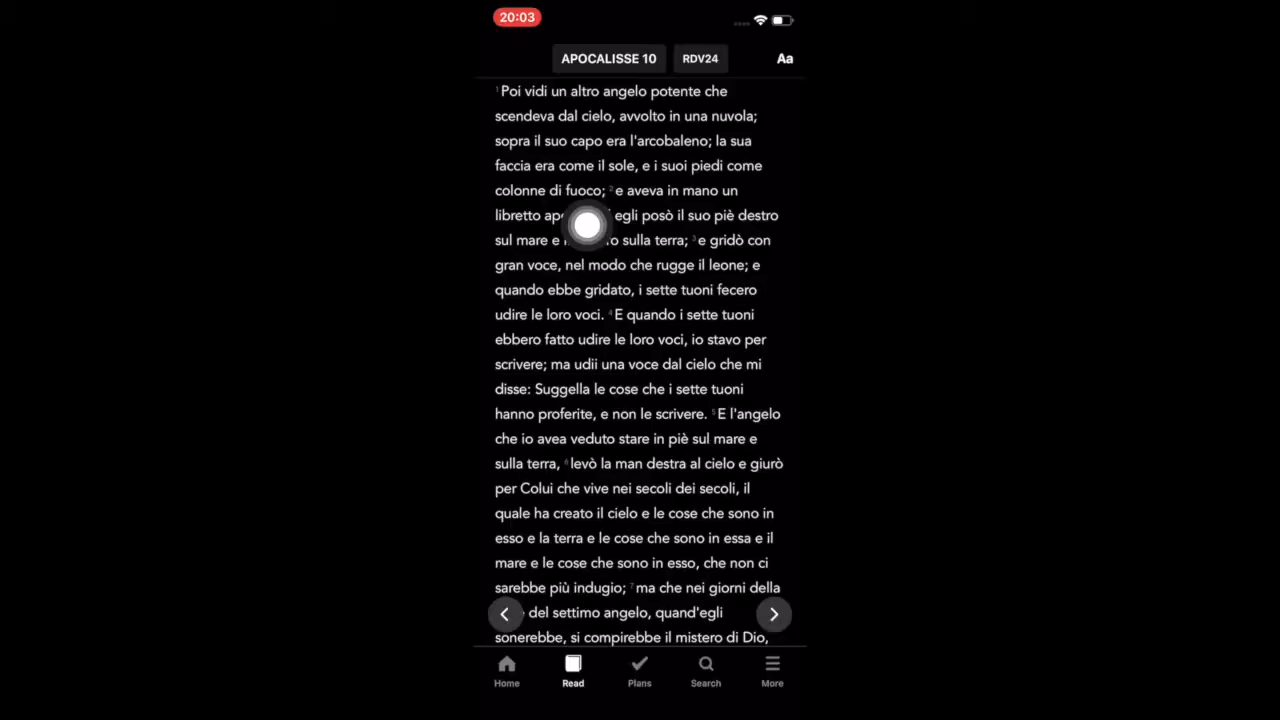 20:03
APOCALISSE 10 RDV24 Aa
1 Poi vidi un altro angelo potente che
scendeva dal cielo, avvolto in una nuvola;
sopra il suo capo era l'arcobaleno; la sua
faccia era come il sole, e i suoi piedi come
colonne di fuoco; 2 e aveva in mano un
libretto egli posò il suo piè destro
sul mare e sulla terra; 3 e gridò con
gran voce, nel modo che rugge il leone; e
quando ebbe gridato, i sette tuoni fecero
udire le loro voci. 4 E quando i sette tuoni
ebbero fatto udire le loro voci, io stavo per
scrivere; ma udii una voce dal cielo che mi
disse: Suggella le cose che i sette tuoni
hanno proferite, e non le scrivere. 5 E l'angelo
che io avea veduto stare in piè sul mare e
sulla terra, 6 levò la man destra al cielo e giurò
per Colui che vive nei secoli dei secoli, il
quale ha creato il cielo e le cose che sono in
esso e la terra e le cose che sono in essa e il
mare e le cose che sono in esso, che non ci
sarebbe più indugio; 7 ma che nei giorni della
del settimo angelo, quand'egli
sonerebbe, si compirebbe il mistero di Dio,
Home Read Plans Search More